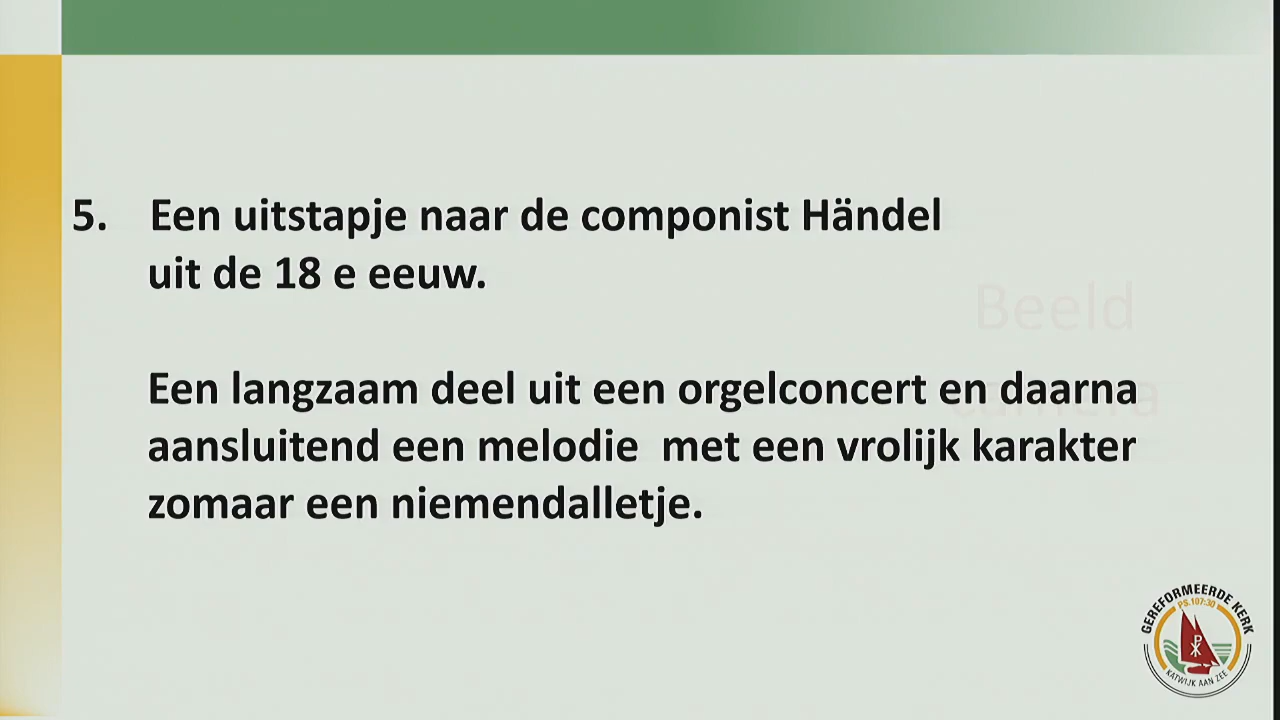 5. Een uitstapje naar de componist Händel
uit de 18 e eeuw.
Beeld
Een langzaam deel uit een orgelconcert en daarna
camera
aansluitend een melodie  met een vrolijk karakter
zomaar een niemendalletje.
GEREFORMEERDE KERK
PS.107:30
KATWIJK AAN ZEE